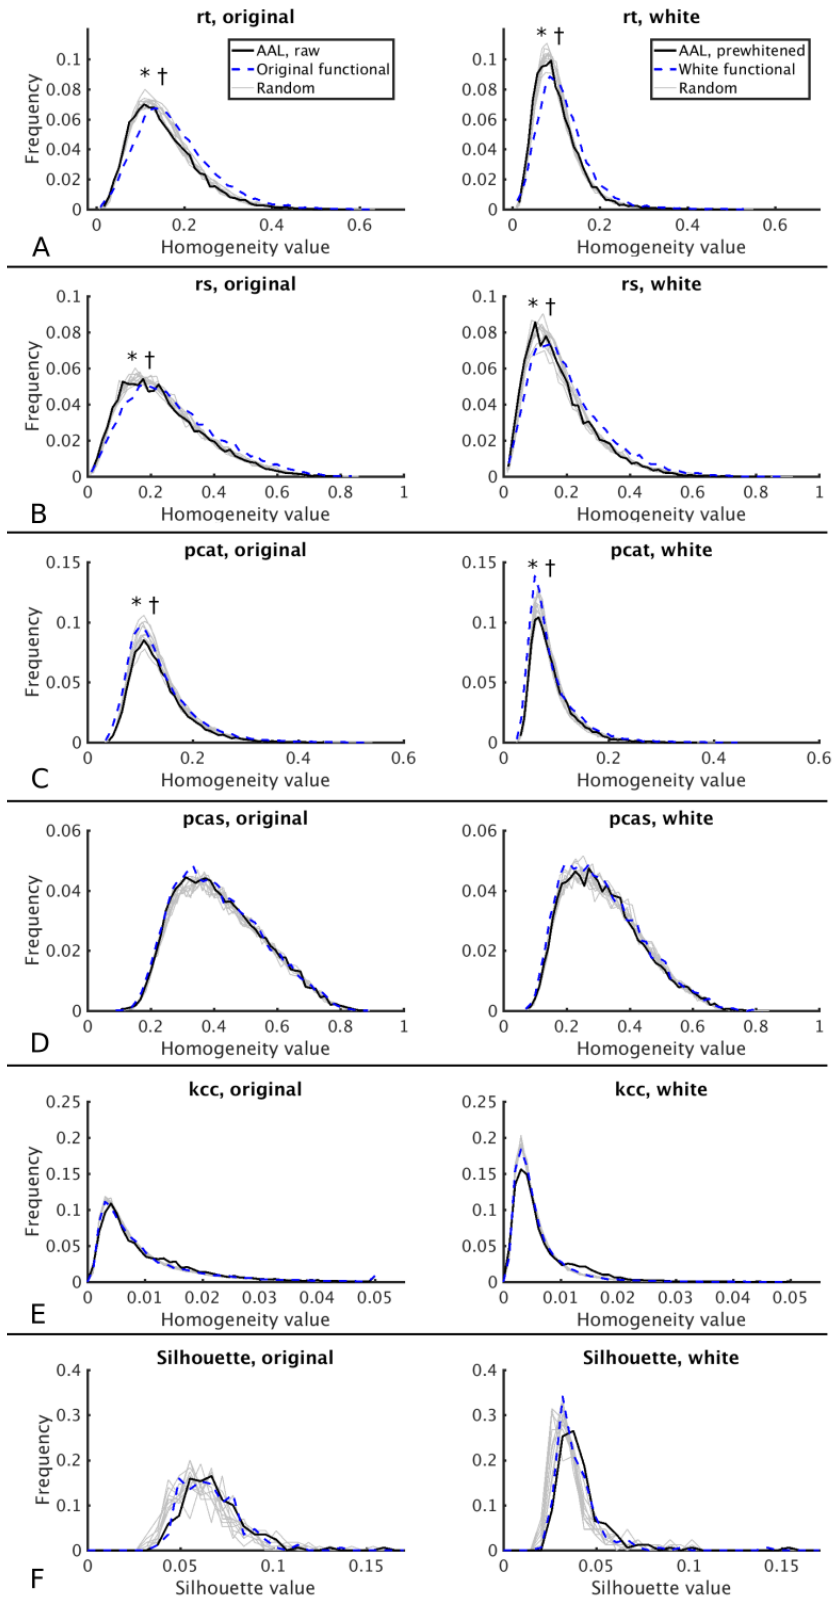 rt, original
rt, white
* †
* †
AAL, raw
Original functional
Random
AAL, prewhitened
White functional
Random
0.1
0.08
0.06
0.04
0.02
0
0.1
0.08
0.06
0.04
0.02
0
Frequency
0 0.2 0.4 0.6
0 0.2 0.4 0.6
A
Homogeneity value
Homogeneity value
rs, original
rs, white
* †
* †
0.1
0.08
0.06
0.04
0.02
0
0.1
0.08
0.06
0.04
0.02
0
Frequency
0 0.2 0.4 0.6 0.8 1
0 0.2 0.4 0.6 0.8 1
B
Homogeneity value
Homogeneity value
pcat, original
pcat, white
* †
* †
0.15
0.1
0.05
0
0.15
0.1
0.05
0
Frequency
0 0.2 0.4 0.6
0 0.2 0.4 0.6
C
Homogeneity value
Homogeneity value
pcas, original
pcas, white
0.06
0.04
0.02
0
0.06
0.04
0.02
0
Frequency
0 0.2 0.4 0.6 0.8 1
0 0.2 0.4 0.6 0.8 1
D
Homogeneity value
Homogeneity value
kcc, original
kcc, white
0.25
0.2
0.15
0.1
0.05
0
0.25
0.2
0.15
0.1
0.05
0
Frequency
0 0.01 0.02 0.03 0.04 0.05
0 0.01 0.02 0.03 0.04 0.05
E
Homogeneity value
Homogeneity value
Silhouette, original
Silhouette, white
0.4
0.3
0.2
0.1
0
0.4
0.3
0.2
0.1
0
Frequency
0 0.05 0.1 0.15
0 0.05 0.1 0.15
F
Silhouette value
Silhouette value